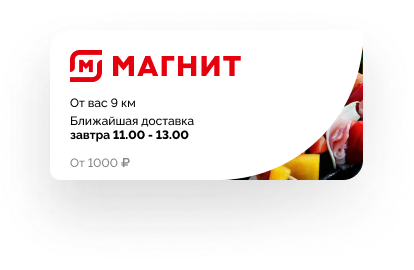 М МАГНИТ
От вас 9 км
Ближайшая доставка
завтра 11.00 - 13.00
От 1000 ₽